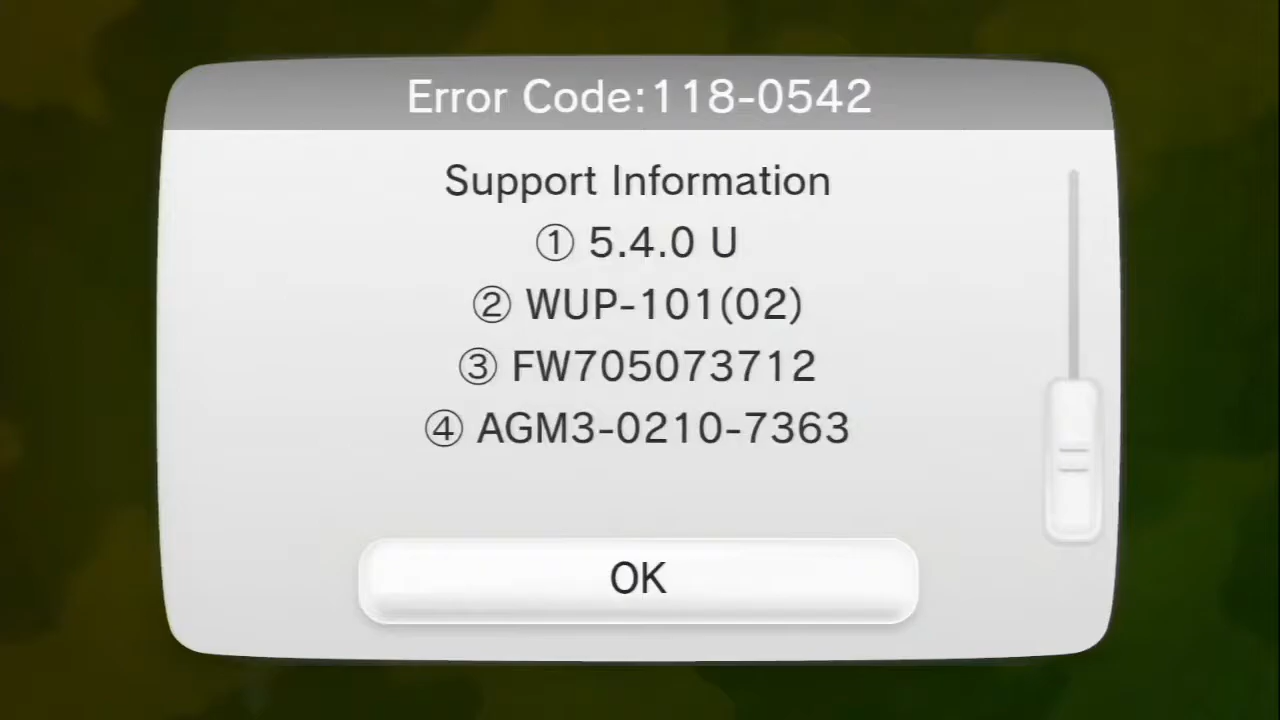 Error Code:118-0542
Support Information
① 5.4.0 U
② WUP-101(02)
③ FW705073712
④ AGM3-0210-7363
OK